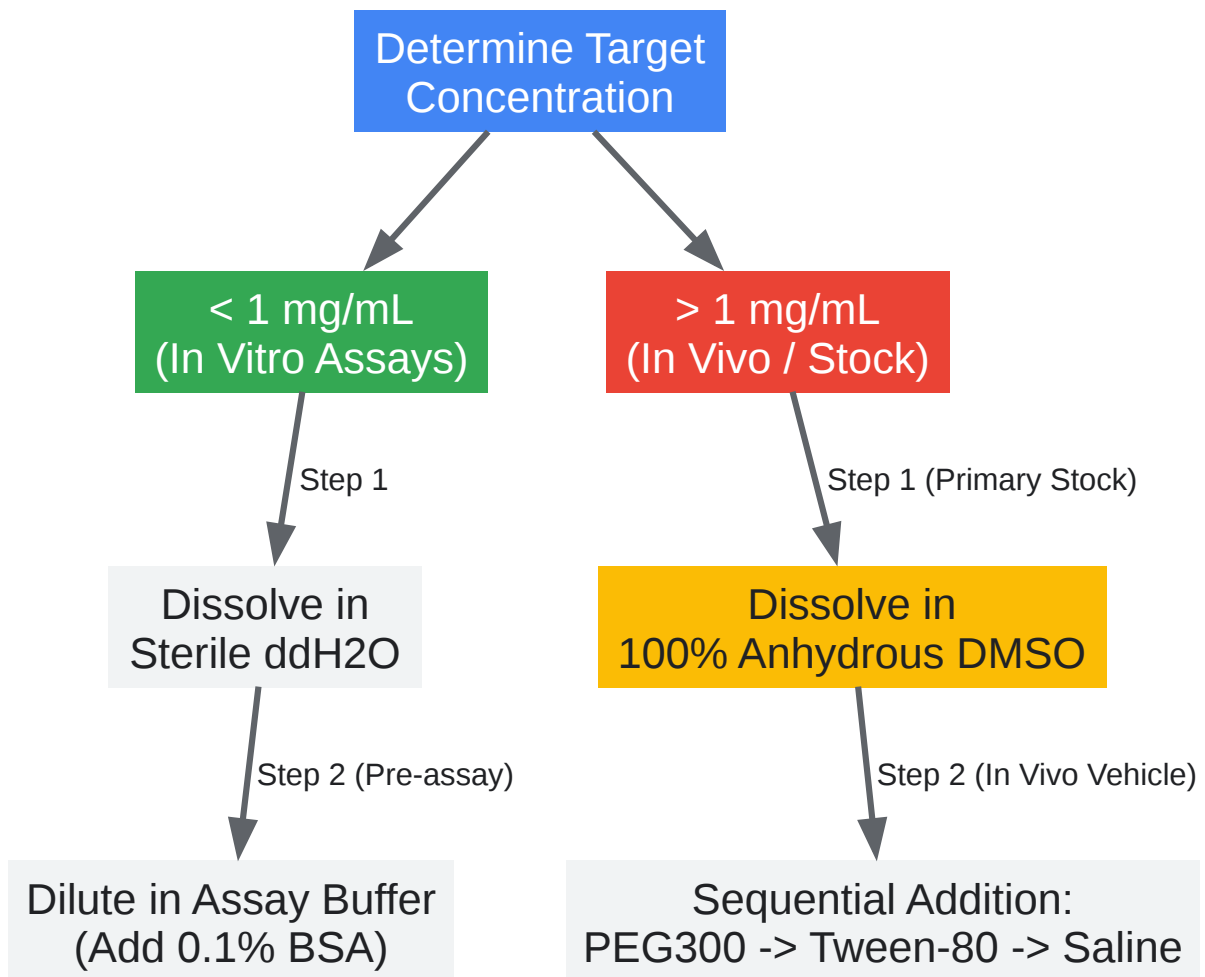 Determine Target
Concentration
< 1 mg/mL
(In Vitro Assays)
> 1 mg/mL
(In Vivo / Stock)
Step 1
Step 1 (Primary Stock)
Dissolve in
Sterile ddH2O
Dissolve in
100% Anhydrous DMSO
Step 2 (Pre-assay)
Step 2 (In Vivo Vehicle)
Dilute in Assay Buffer
(Add 0.1% BSA)
Sequential Addition:
PEG300 -> Tween-80 -> Saline